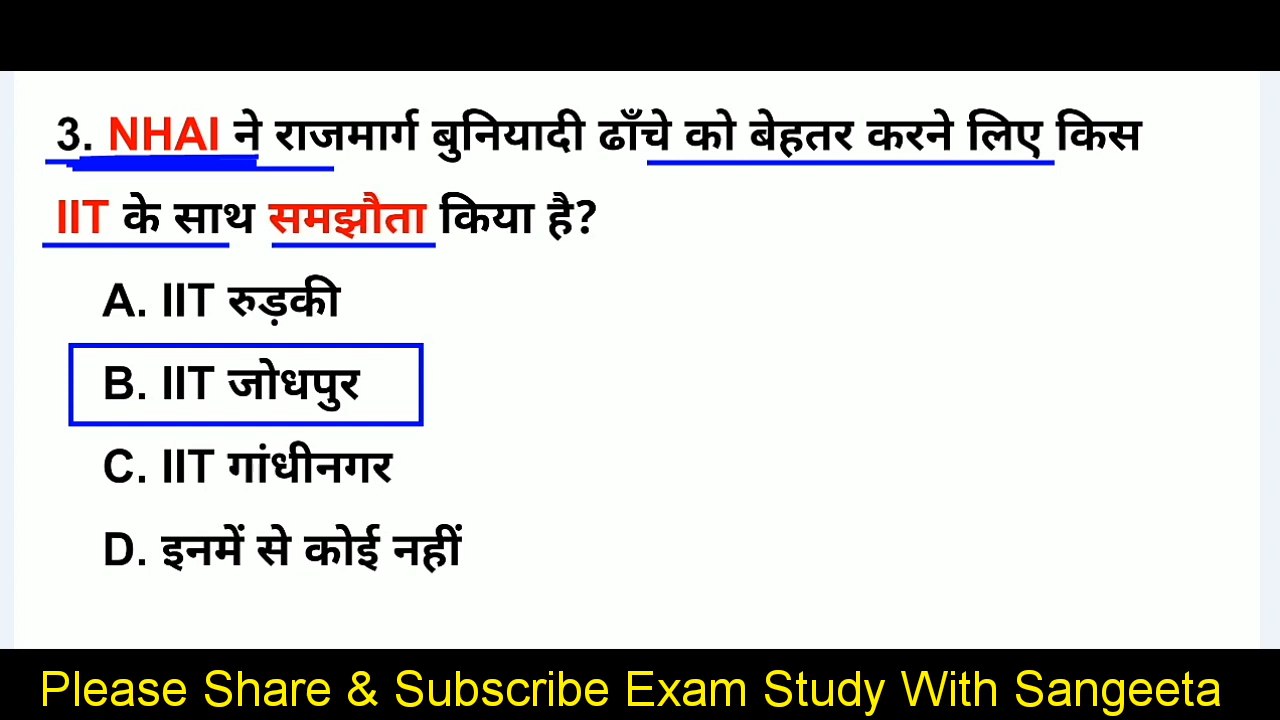 3. NHAI ने राजमार्ग बुनियादी ढाँचे को बेहतर करने लिए किस
IIT के साथ समझौता किया है?
A. IIT रुड़की
B. IIT जोधपुर
C. IIT गांधीनगर
D. इनमें से कोई नहीं
Please Share & Subscribe Exam Study With Sangeeta